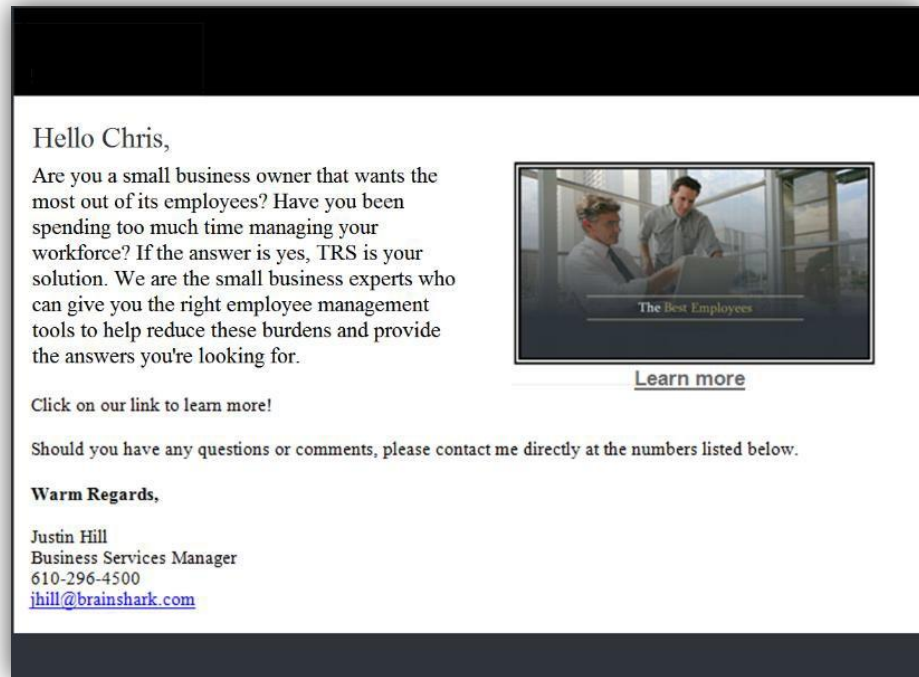 Hello Chris,
Are you a small business owner that wants the
most out of its employees? Have you been
spending too much time managing your
workforce? If the answer is yes, TRS is your
solution. We are the small business experts who
can give you the right employee management
tools to help reduce these burdens and provide
the answers you're looking for.
The Best Employees
Learn more
Click on our link to learn more!
Should you have any questions or comments, please contact me directly at the numbers listed below.
Warm Regards,
Justin Hill
Business Services Manager
610-296-4500
jhill@brainshark.com